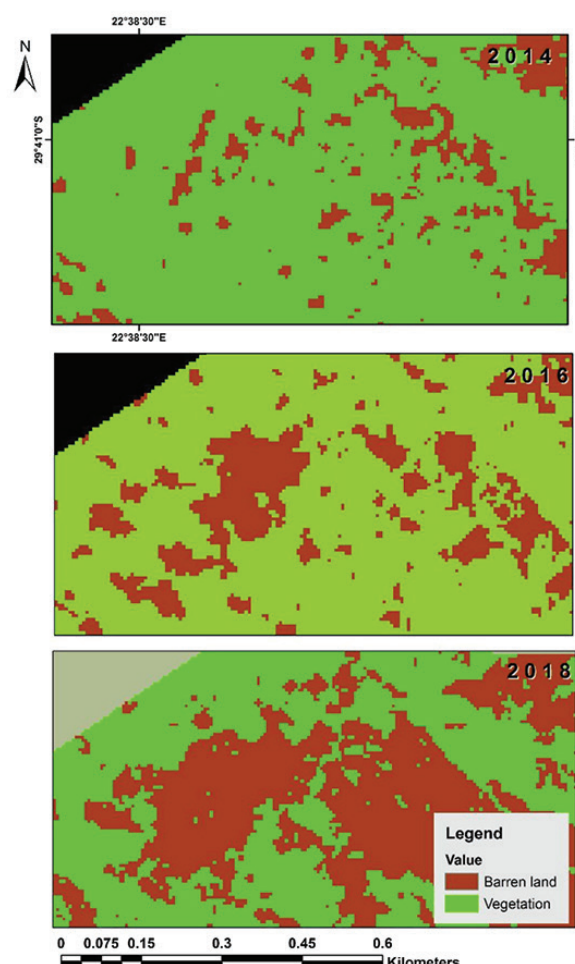 22°38'30"E
N
2014
29°41'0"S
22°38'30"E
2016
2018
Legend
Value
Barren land
Vegetation
0 0.075 0.15 0.3 0.45 0.6
Kilometers